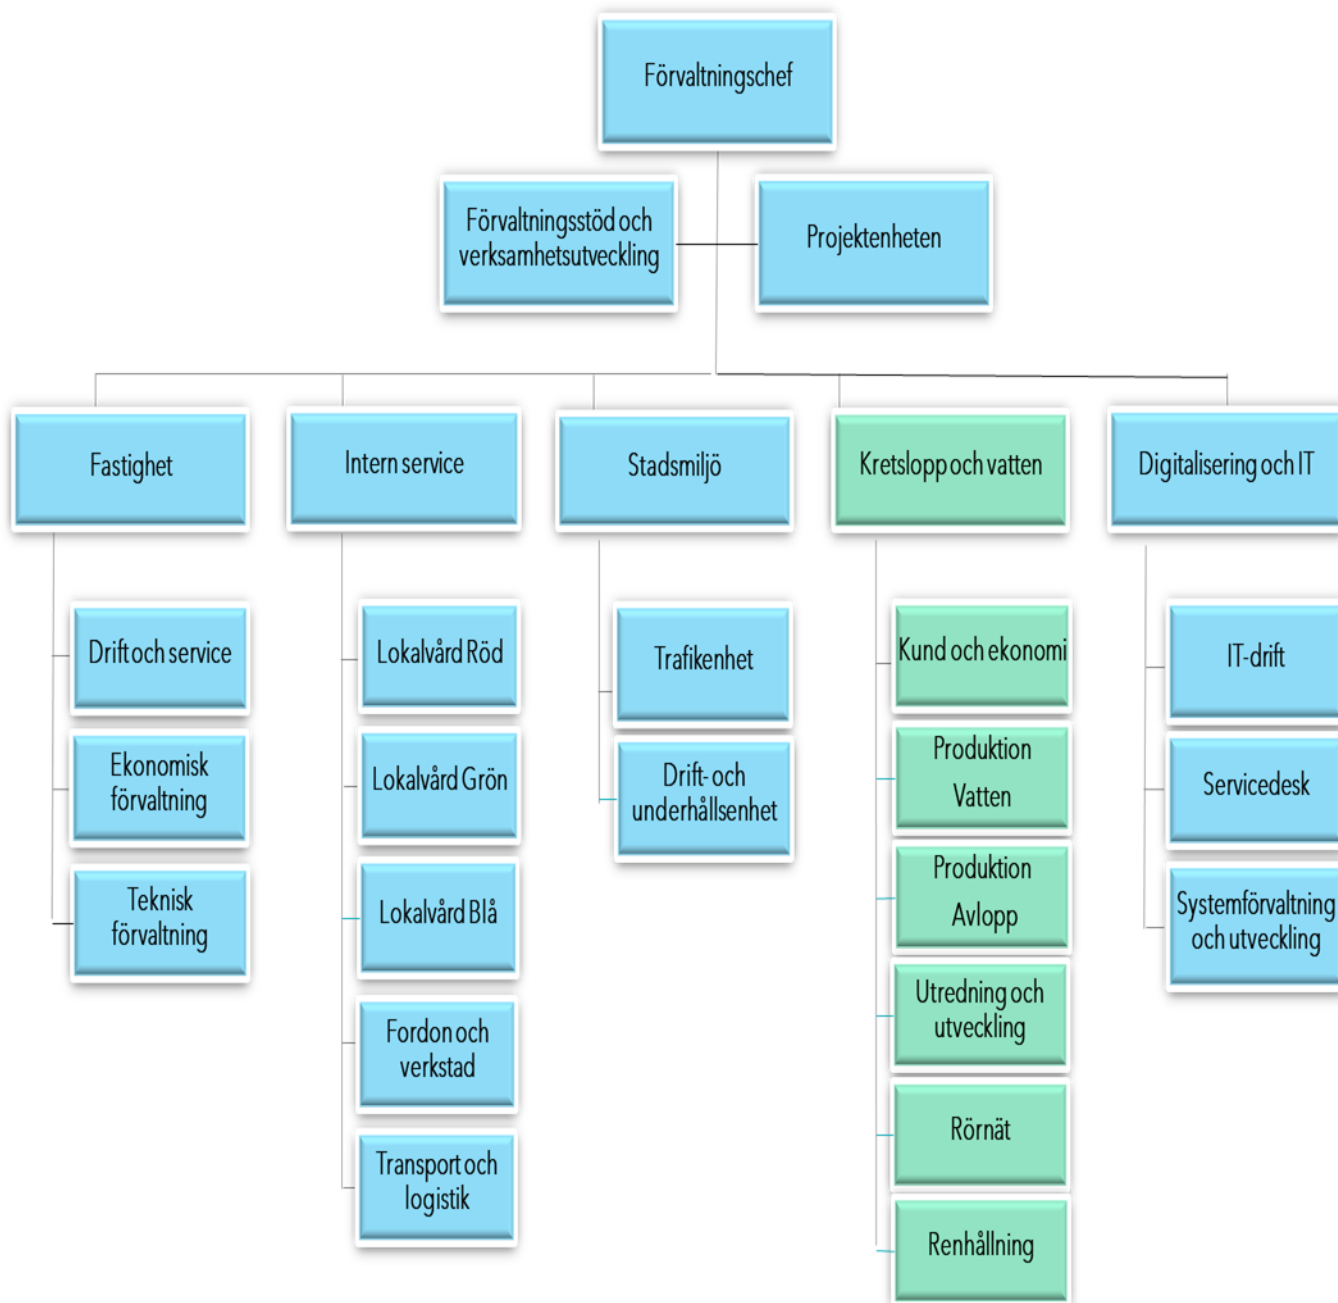 Förvaltningschef
Förvaltningsstöd och
verksamhetsutveckling
Projektenheten
Fastighet
Intern service
Stadsmiljö
Kretslopp och vatten
Digitalisering och IT
Drift och service
Ekonomisk
förvaltning
Teknisk
förvaltning
Lokalvård Röd
Lokalvård Grön
Lokalvård Blå
Fordon och
verkstad
Transport och
logistik
Trafikenhet
Drift- och
underhållsenhet
Kund och ekonomi
Produktion
Vatten
Produktion
Avlopp
Utredning och
utveckling
Rörnät
Renhållning
IT-drift
Servicedesk
Systemförvaltning
och utveckling